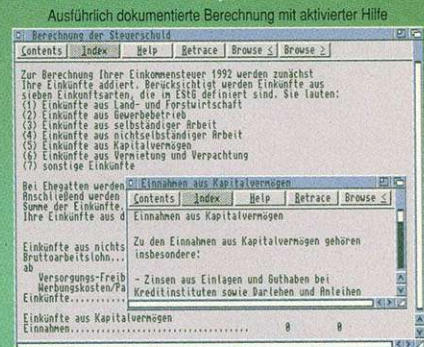 Ausführlich dokumentierte Berechnung mit aktivierter Hilfe
Berechnung der Steuerschuld
Contents Index Help Retrace Browse < Browse >
Zur Berechnung Ihrer Einkommensteuer 1992 werden zunächst
Ihre Einkünfte addiert. Berücksichtigt werden Einkünfte aus
sieben Einkunftsarten, die im EStG definiert sind. Sie lauten:
(1) Einkünfte aus Land- und Forstwirtschaft
(2) Einkünfte aus Gewerbebetrieb
(3) Einkünfte aus selbständiger Arbeit
(4) Einkünfte aus nichtselbständiger Arbeit
(5) Einkünfte aus Kapitalvermögen
(6) Einkünfte aus Vermietung und Verpachtung
(7) sonstige Einkünfte
Bei Ehegatten werden
Anschließend werden
Summe der Einkünfte.
Ihre Einkünfte aus d
Einkünfte aus nichts
Bruttoarbeitslohn...
ab
Versorgungs-Freib
Werbungskosten/Pa
Einkünfte...........
Einkünfte aus Kapitalvermögen
Einnahmen................................... 0 0
Einnahmen aus Kapitalvermögen
Contents Index Help Retrace Browse <
Einnahmen aus Kapitalvermögen
Zu den Einnahmen aus Kapitalvermögen gehören
insbesondere:
- Zinsen aus Einlagen und Guthaben bei
Kreditinstituten sowie Darlehen und Anleihen